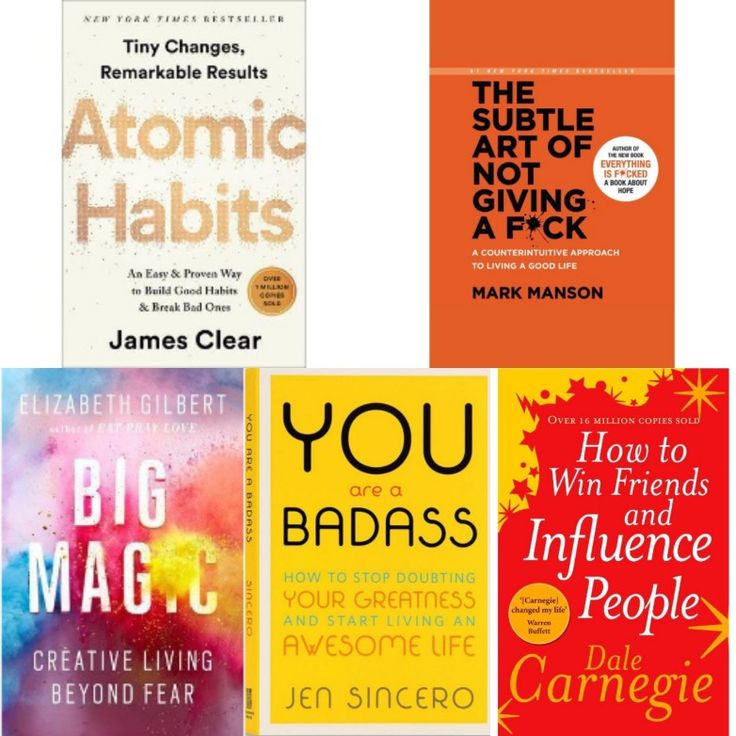 NEW YORK TIMES BESTSELLER
Tiny Changes,
Remarkable Results
Atomic
Habits
An Easy & Proven Way
to Build Good Habits
& Break Bad Ones
OVER
1 MILLION
COPIES
SOLD
James Clear
#1 NEW YORK TIMES BESTSELLER
THE
SUBTLE
ART OF
NOT
GIVING
A F*CK
AUTHOR OF
THE NEW BOOK
EVERYTHING
IS F*CKED
A BOOK ABOUT
HOPE
A COUNTERINTUITIVE APPROACH
TO LIVING A GOOD LIFE
MARK MANSON
ELIZABETH GILBERT
author of EAT PRAY LOVE
BIG
MAGIC
CREATIVE LIVING
BEYOND FEAR
YOU ARE A BADASS
SINCERO
YOU
are a
BADASS
HOW TO STOP DOUBTING
YOUR GREATNESS
AND START LIVING AN
AWESOME LIFE
JEN SINCERO
OVER 16 MILLION COPIES SOLD
How to
Win Friends
and
Influence
People
'[Carnegie]
changed my life'
Warren
Buffett
Dale
Carnegie